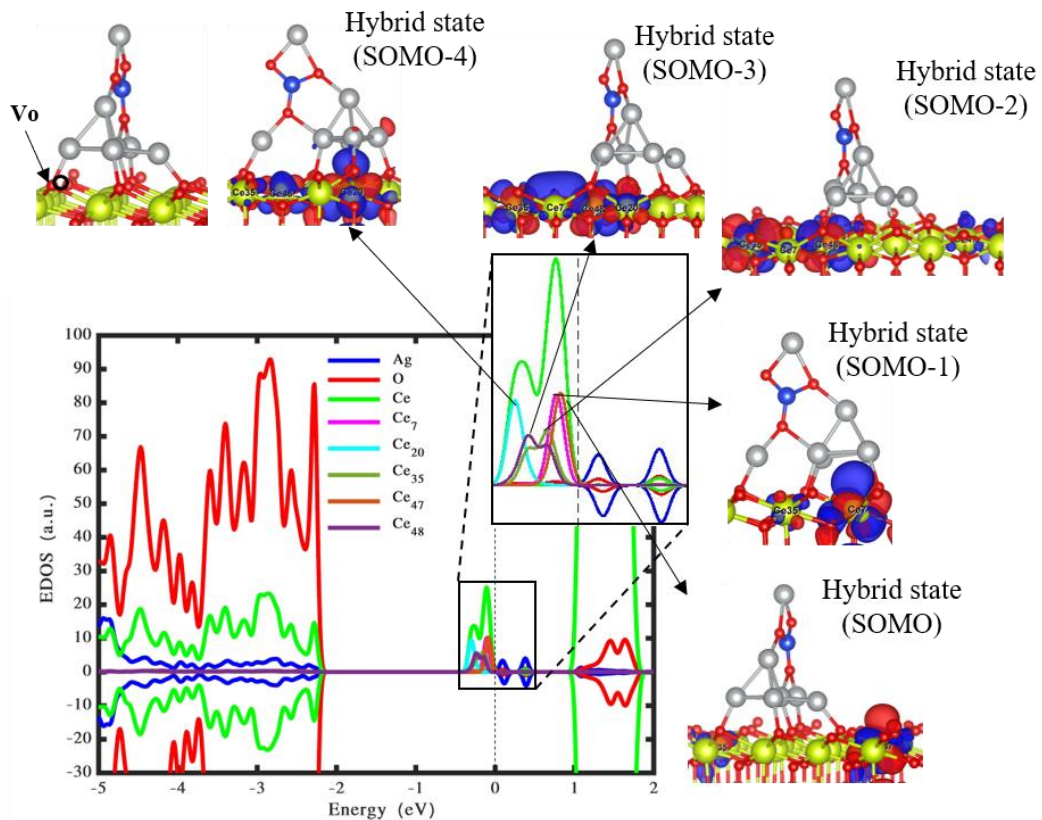 Hybrid state
(SOMO-4)
Hybrid state
(SOMO-3)
Hybrid state
(SOMO-2)
Vo
Ce35
Ce7
Ce20
Hybrid state
(SOMO-1)
Ce35
Hybrid state
(SOMO)
100
90
80
70
60
50
40
30
20
10
0
-10
-20
-30
EDOS (a.u.)
Ag
O
Ce
Ce7
Ce20
Ce35
Ce47
Ce48
-5
-4
-3
-2
-1
0
1
2
Energy (eV)